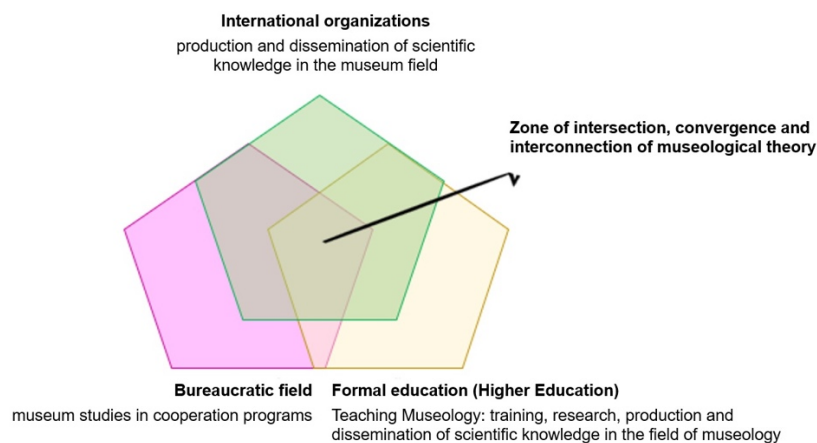 International organizations
production and dissemination of scientific
knowledge in the museum field
Zone of intersection, convergence and
interconnection of museological theory
Bureaucratic field
museum studies in cooperation programs
Formal education (Higher Education)
Teaching Museology: training, research, production and
dissemination of scientific knowledge in the field of museology